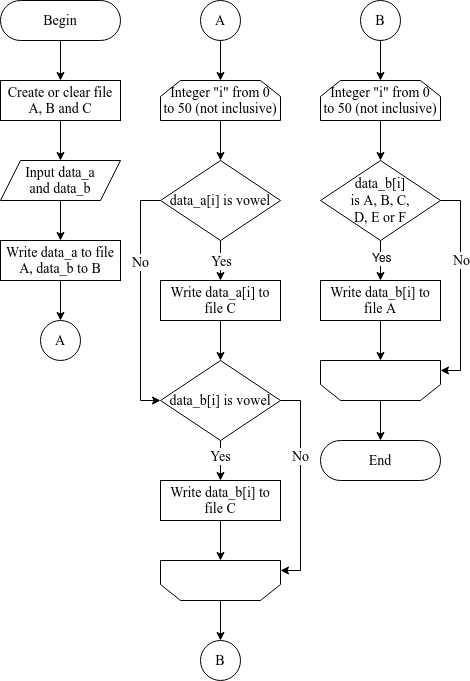 Begin
Create or clear file
A, B and C
Input data_a
and data_b
Write data_a to file
A, data_b to B
A
A
Integer "i" from 0
to 50 (not inclusive)
data_a[i] is vowel
No
Yes
Write data_a[i] to
file C
data_b[i] is vowel
Yes
No
Write data_b[i] to
file C
B
B
Integer "i" from 0
to 50 (not inclusive)
data_b[i]
is A, B, C,
D, E or F
Yes
No
Write data_b[i] to
file A
End